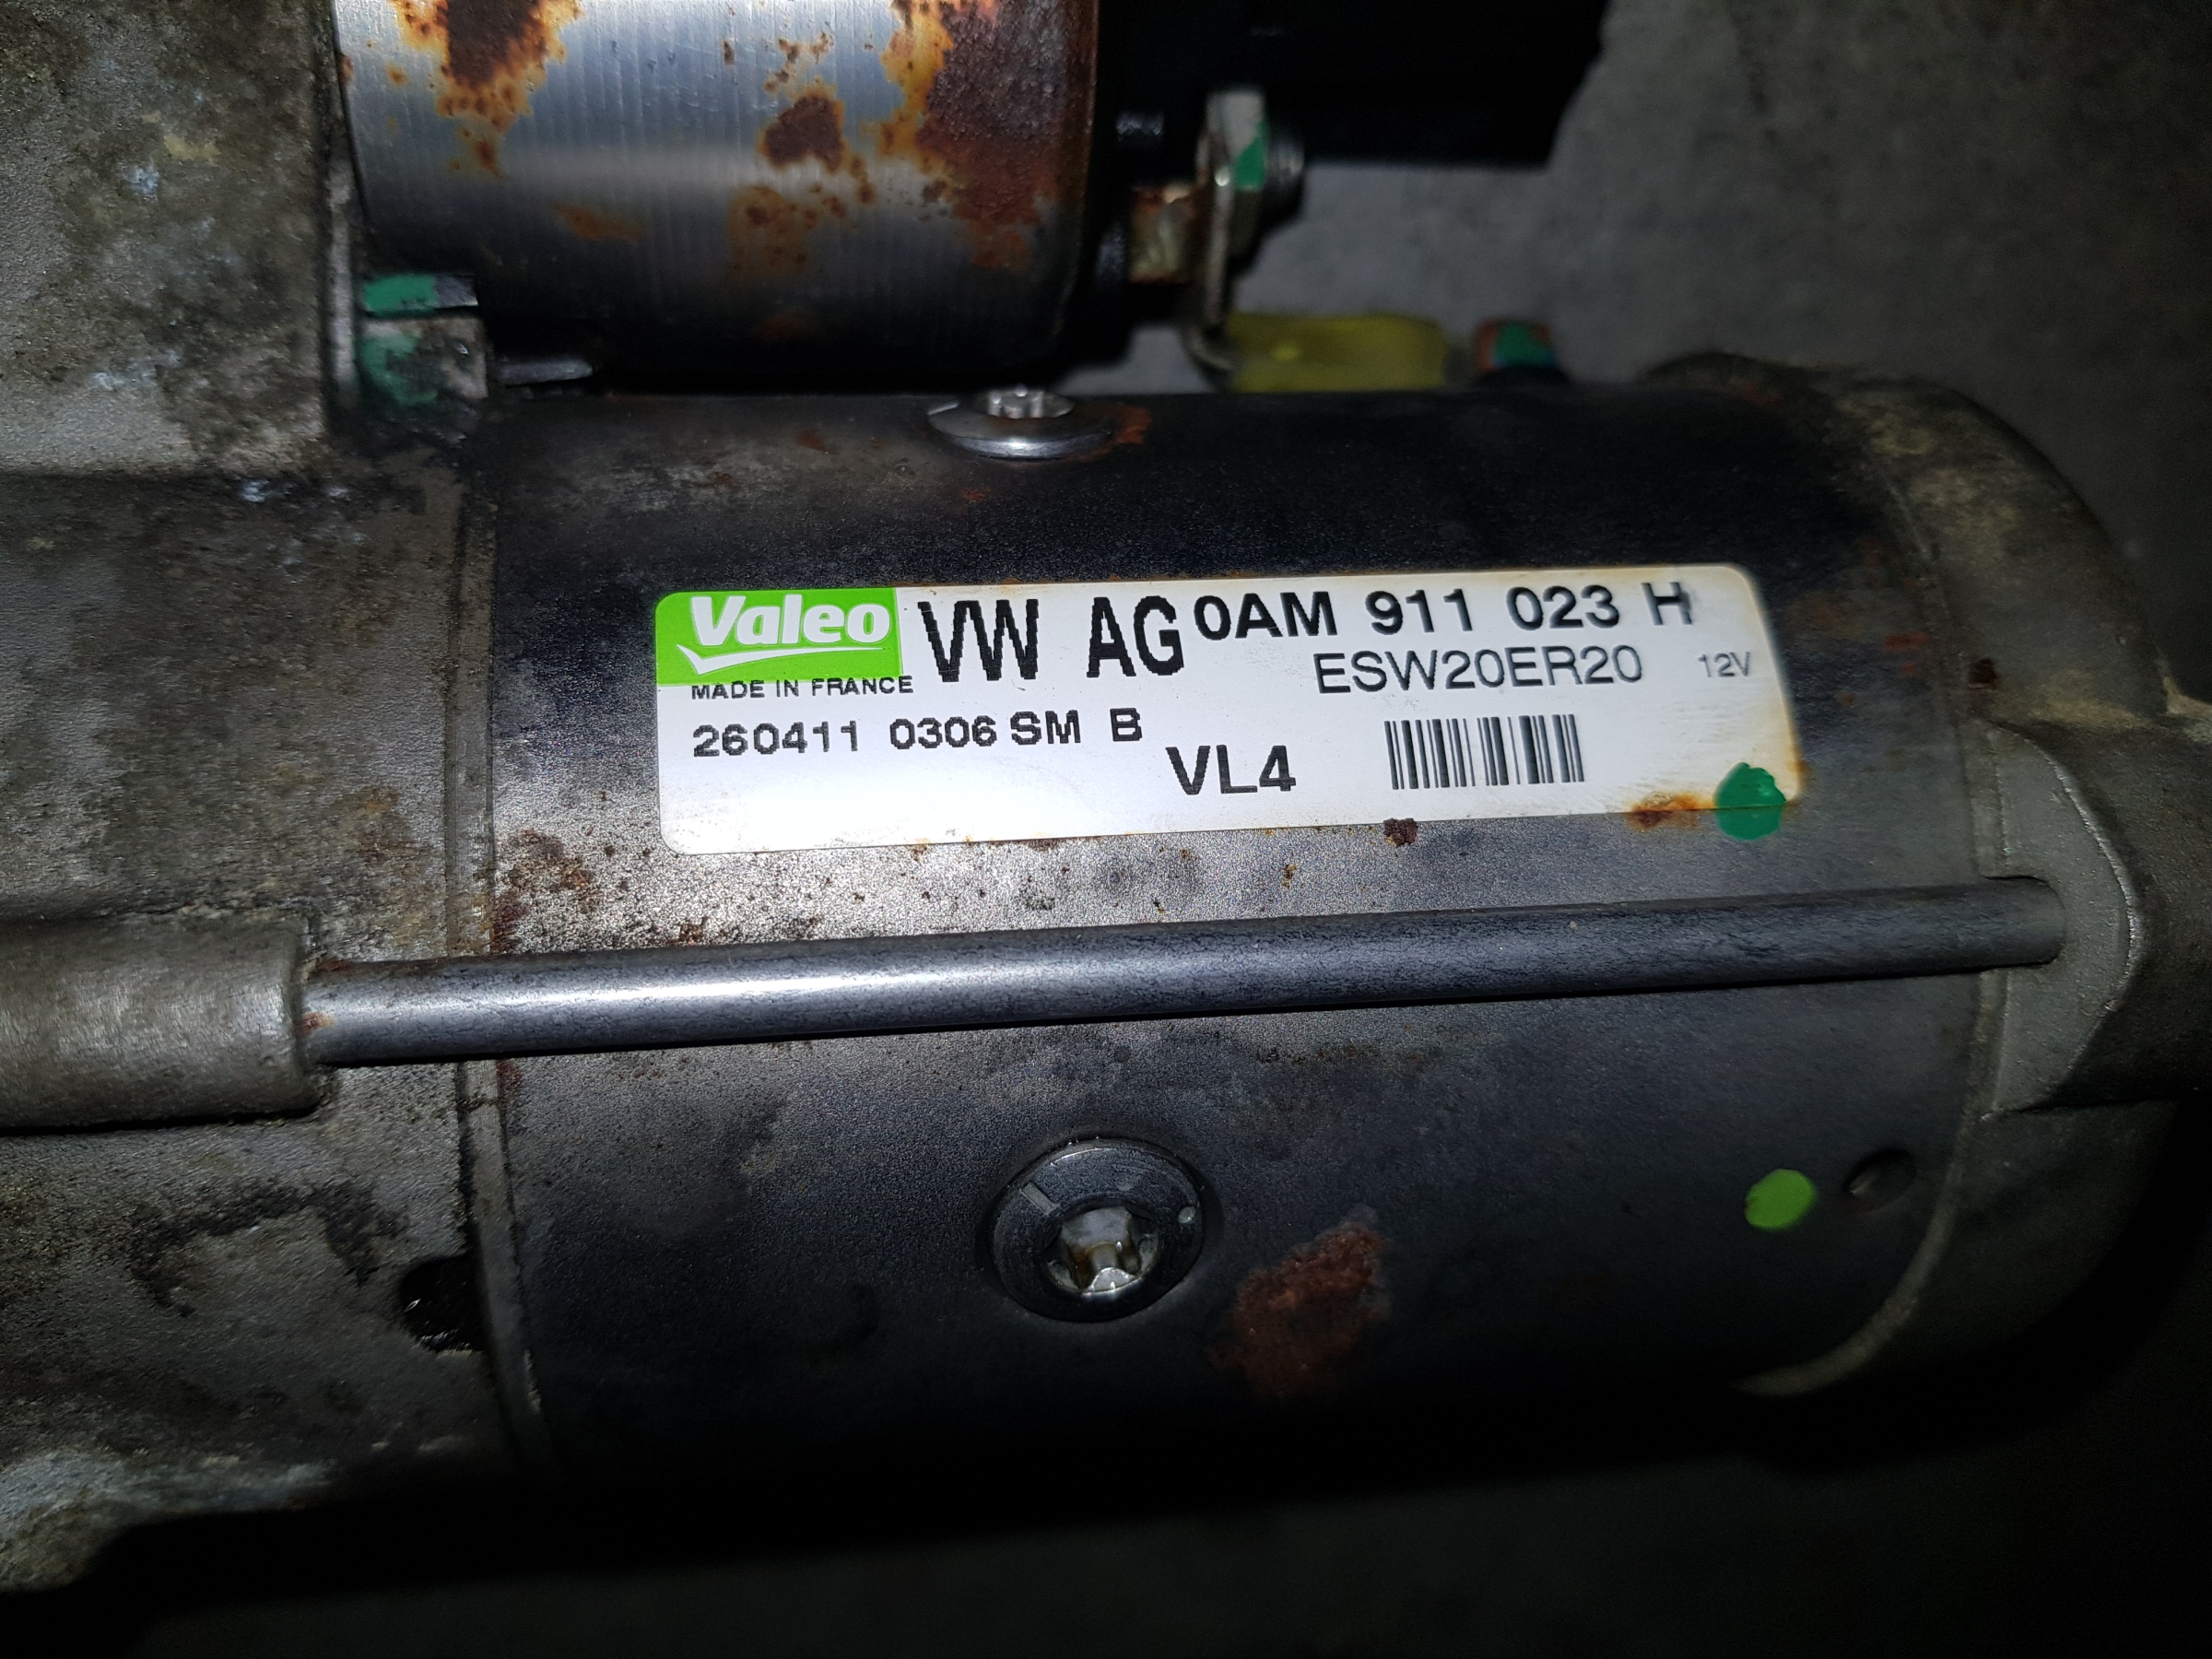 Valeo VW AG 0AM 911 023 H
MADE IN FRANCE ESW20ER20 12V
260411 0306 SM B
VL4